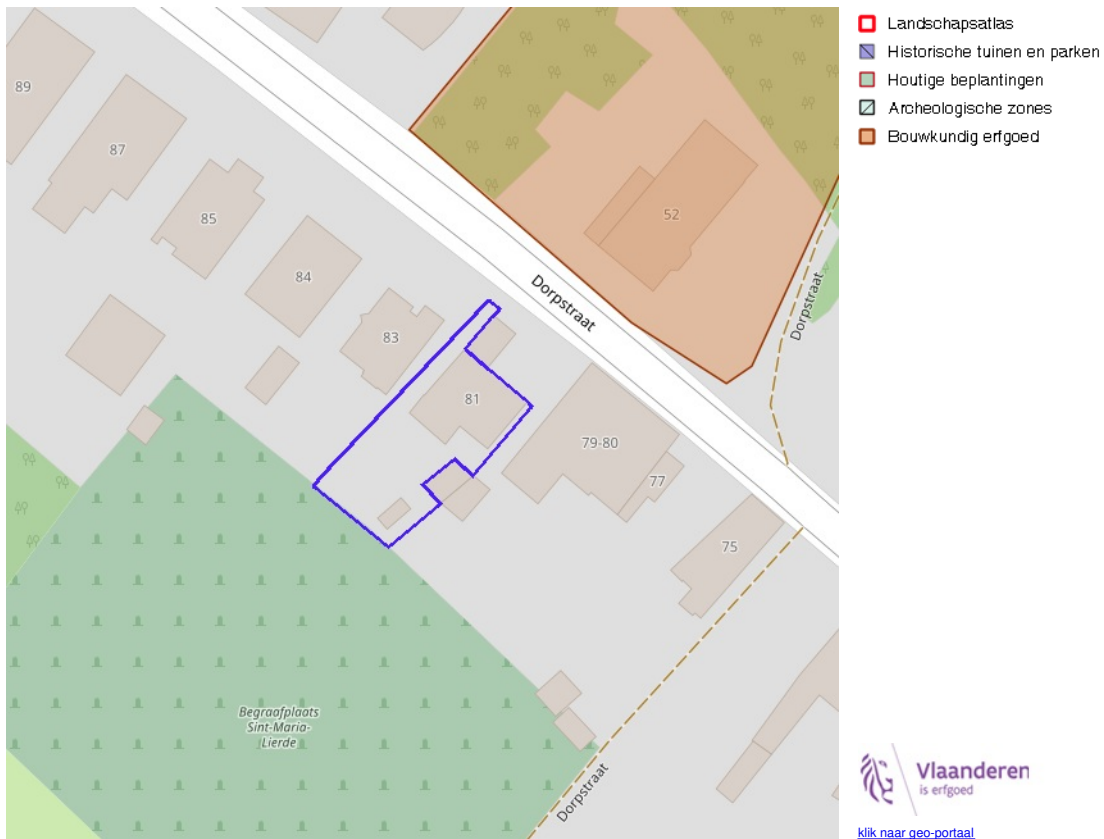 89
87
85
84
83
81
79-80
77
75
52
Dorpstraat
Dorpstraat
Dorpstraat
Begraafplaats
Sint-Maria-
Lierde
Landschapsatlas
Historische tuinen en parken
Houtige beplantingen
Archeologische zones
Bouwkundig erfgoed
Vlaanderen
is erfgoed
klik naar geo-portaal